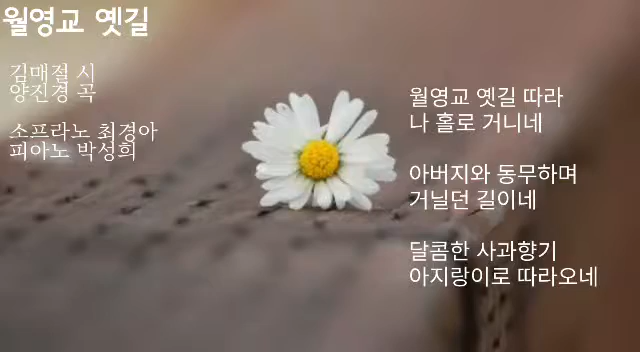 월영교 옛길
김매절 시
양진경 곡
소프라노 최경아
피아노 박성희
월영교 옛길 따라
나 홀로 거니네
아버지와 동무하며
거닐던 길이네
달콤한 사과향기
아지랑이로 따라오네